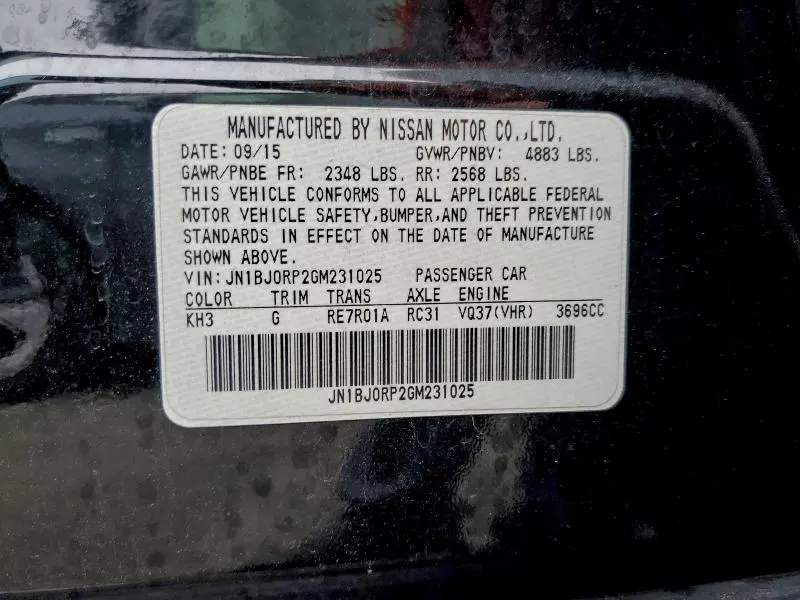 MANUFACTURED BY NISSAN MOTOR CO.,LTD.
DATE: 09/15 GVWR/PNBV: 4883 LBS.
GAWR/PNBE FR: 2348 LBS. RR: 2568 LBS.
THIS VEHICLE CONFORMS TO ALL APPLICABLE FEDERAL
MOTOR VEHICLE SAFETY,BUMPER,AND THEFT PREVENTION
STANDARDS IN EFFECT ON THE DATE OF MANUFACTURE
SHOWN ABOVE.
VIN: JN1BJ0RP2GM231025 PASSENGER CAR
COLOR TRIM TRANS AXLE ENGINE
KH3 G RE7R01A RC31 VQ37(VHR) 3696CC
JN1BJ0RP2GM231025